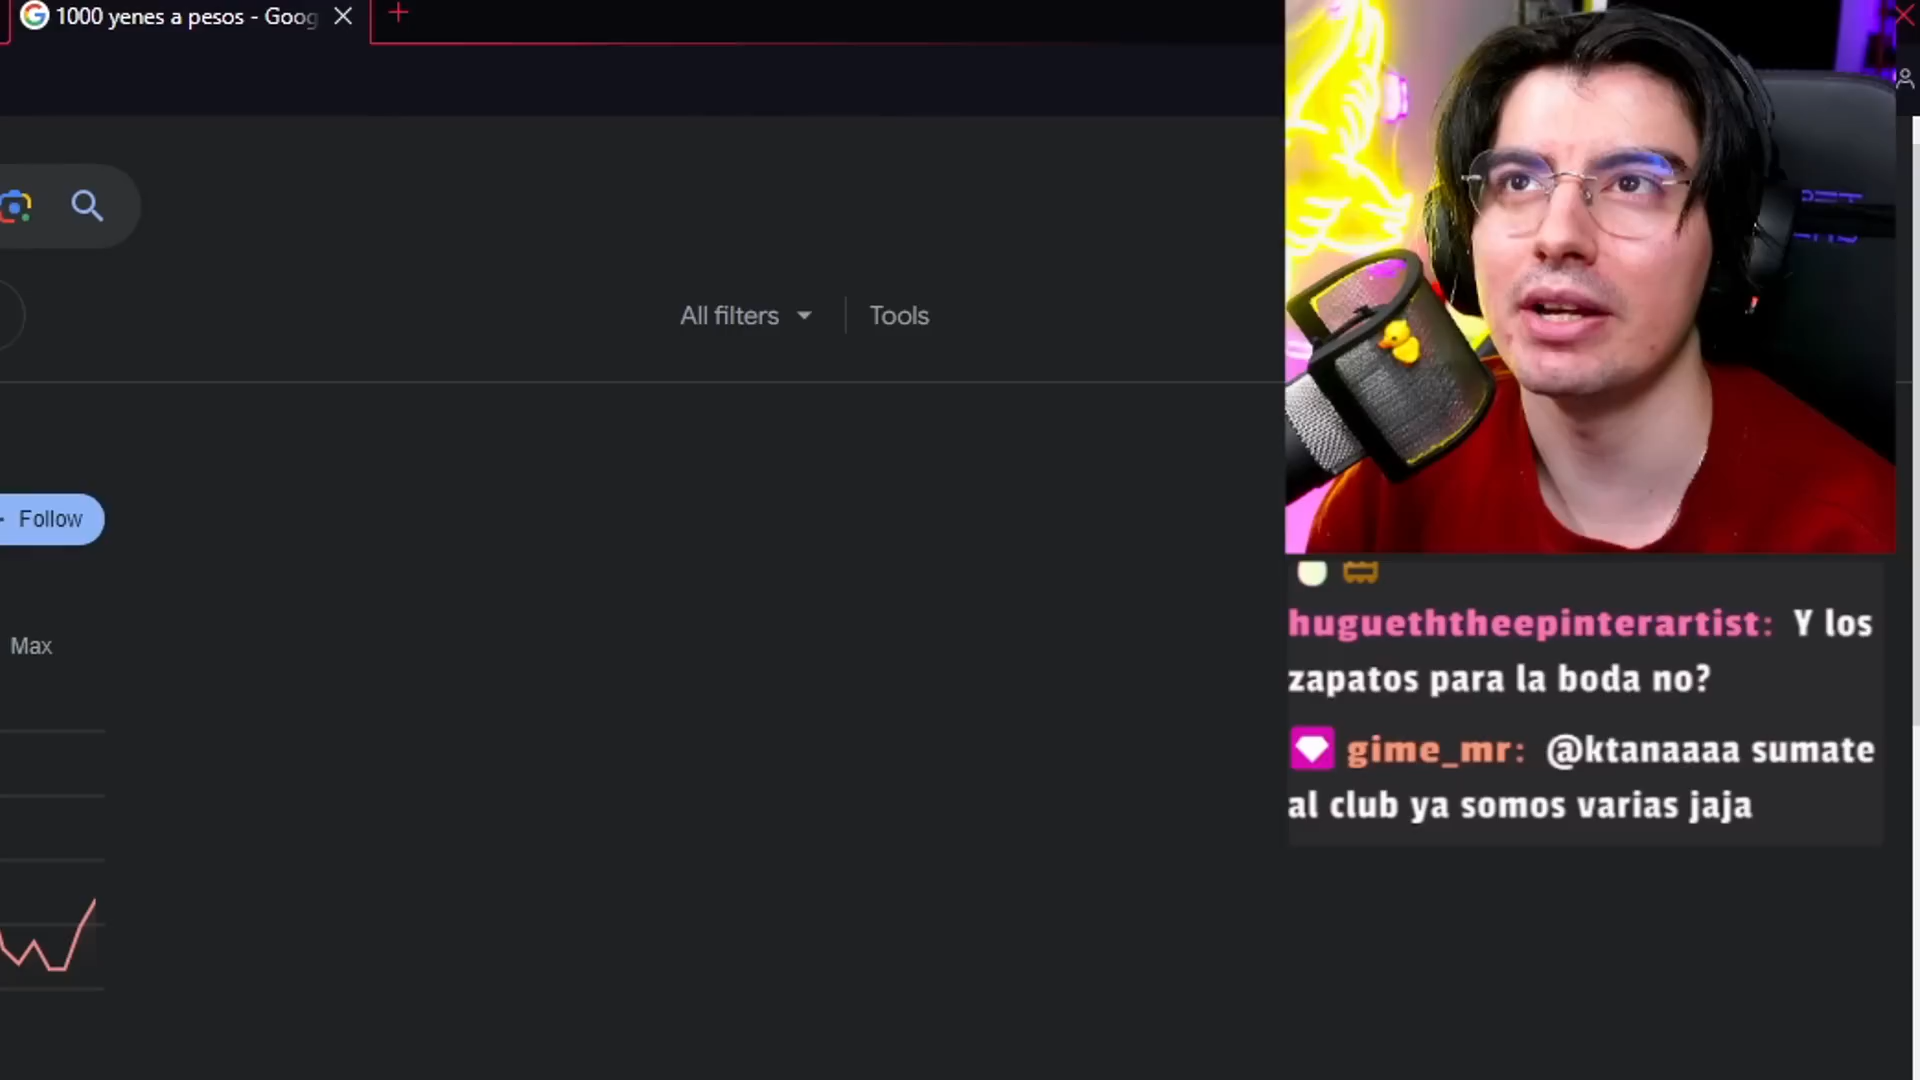 1000 yenes a pesos - Goog
All filters
Tools
Follow
Max
hugueththeepinterartist: Y los
zapatos para la boda no?
gime_mr: @ktanaaaa sumate
al club ya somos varias jaja